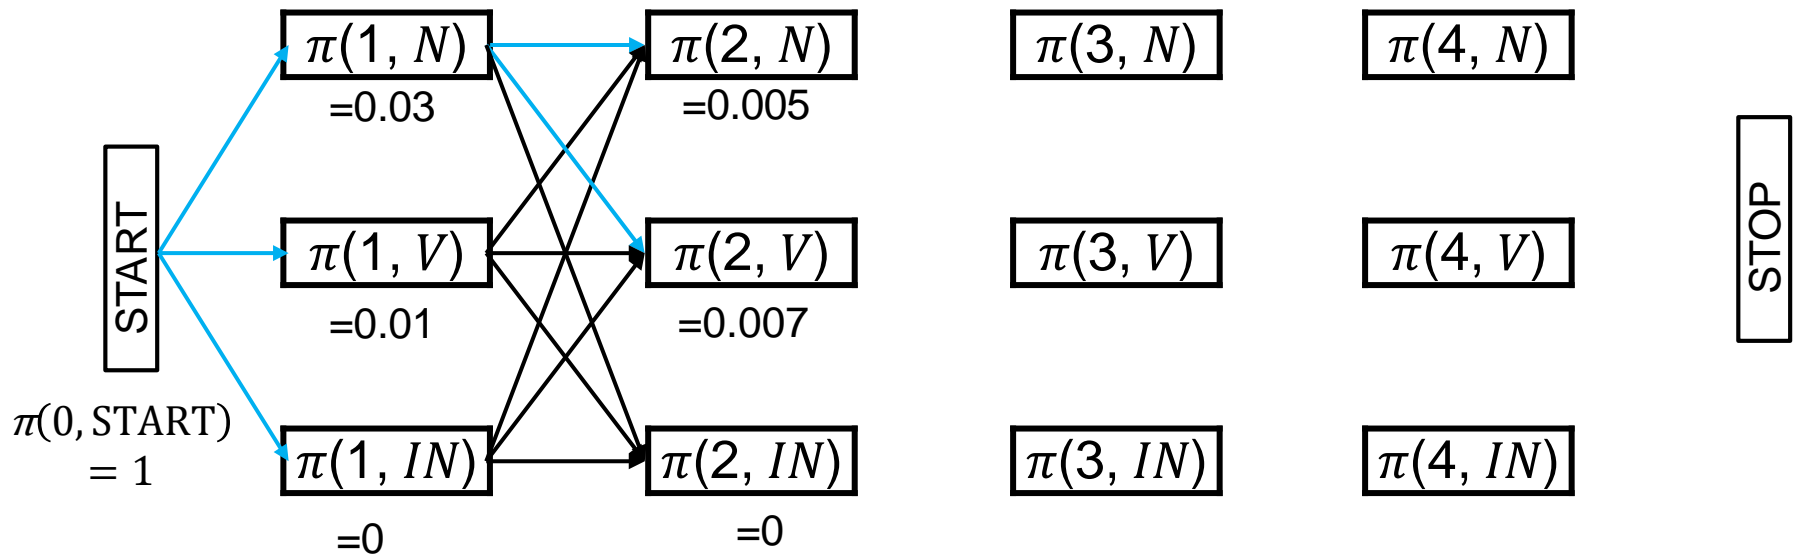 π(1, N) π(2, N) π(3, N) π(4, N)
=0.03 =0.005
START
π(1, V) π(2, V) π(3, V) π(4, V)
STOP
=0.01 =0.007
π(0, START)
= 1
π(1, IN) π(2, IN) π(3, IN) π(4, IN)
=0 =0